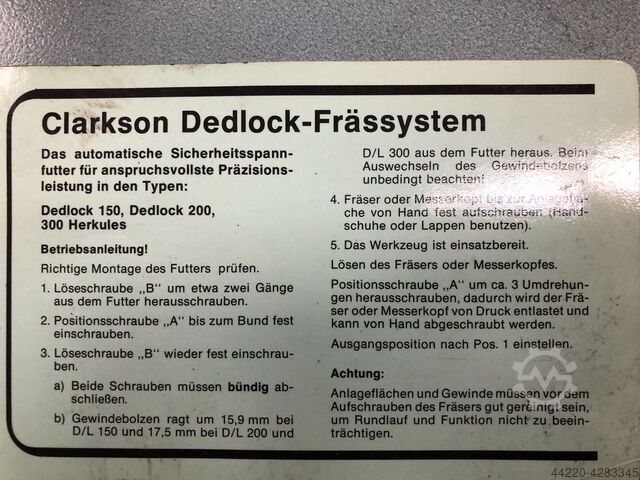 Clarkson Dedlock-Frässystem
Das automatische Sicherheitsspann-
futter für anspruchsvollste Präzisions-
leistung in den Typen:
Dedlock 150, Dedlock 200,
300 Herkules
Betriebsanleitung!
Richtige Montage des Futters prüfen.
1. Löseschraube „B" um etwa zwei Gänge
aus dem Futter herausschrauben.
2. Positionsschraube „A" bis zum Bund fest
einschrauben.
3. Löseschraube „B" wieder fest einschrau-
ben.
a) Beide Schrauben müssen bündig ab-
schließen.
b) Gewindebolzen ragt um 15,9 mm bei
D/L 150 und 17,5 mm bei D/L 200 und
D/L 300 aus dem Futter heraus. Beim
Auswechseln des Gewindebolzens
unbedingt beachten!
4. Fräser oder Messerkopf bis zur Anlageflä-
che von Hand fest aufschrauben (Hand-
schuhe oder Lappen benutzen).
5. Das Werkzeug ist einsatzbereit.
Lösen des Fräsers oder Messerkopfes.
Positionsschraube „A" um ca. 3 Umdrehun-
gen herausschrauben, dadurch wird der Frä-
ser oder Messerkopf von Druck entlastet und
kann von Hand abgeschraubt werden.
Ausgangsposition nach Pos. 1 einstellen.
Achtung:
Anlageflächen und Gewinde müssen vor dem
Aufschrauben des Fräsers gut gereinigt sein,
um Rundlauf und Funktion nicht zu beein-
trächtigen.
44220-4283345